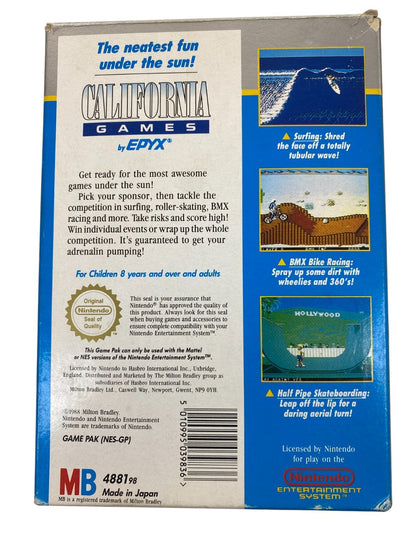 The neatest fun
under the sun!
CALIFORNIA
GAMES
by EPYX®
Get ready for the most awesome
games under the sun!
Pick your sponsor, then tackle the
competition in surfing, roller-skating, BMX
racing and more. Take risks and score high!
Win individual events or wrap up the whole
competition. It's guaranteed to get your
adrenalin pumping!
For Children 8 years and over and adults
Original
Nintendo
Seal of
Quality
This seal is your assurance that
Nintendo® has approved the quality of
this product. Always look for this seal
when buying games and accessories to
ensure complete compatibility with your
Nintendo Entertainment System™.
This Game Pak can only be used with the Mattel
or NES versions of the Nintendo Entertainment System™.
Licensed by Nintendo to Hasbro International Inc., Uxbridge,
England. Distributed and Marketed by The Milton Bradley group as
subsidiaries of Hasbro International Inc.
Milton Bradley Ltd., Caswell Way, Newport, Gwent, NP9 0YH.
©1988 Milton Bradley.
Nintendo and Nintendo Entertainment
System are trademarks of Nintendo.
GAME PAK (NES-GP)
MB
488198
Made in Japan
MB is a registered trademark of Milton Bradley.
5 010995 039836 >
▲ Surfing: Shred
the face off a totally
tubular wave!
▲ BMX Bike Racing:
Spray up some dirt with
wheelies and 360's!
HOLLYWOOD
▲ Half Pipe Skateboarding:
Leap off the lip for a
daring aerial turn!
Licensed by Nintendo
for play on the
Nintendo
ENTERTAINMENT
SYSTEM™